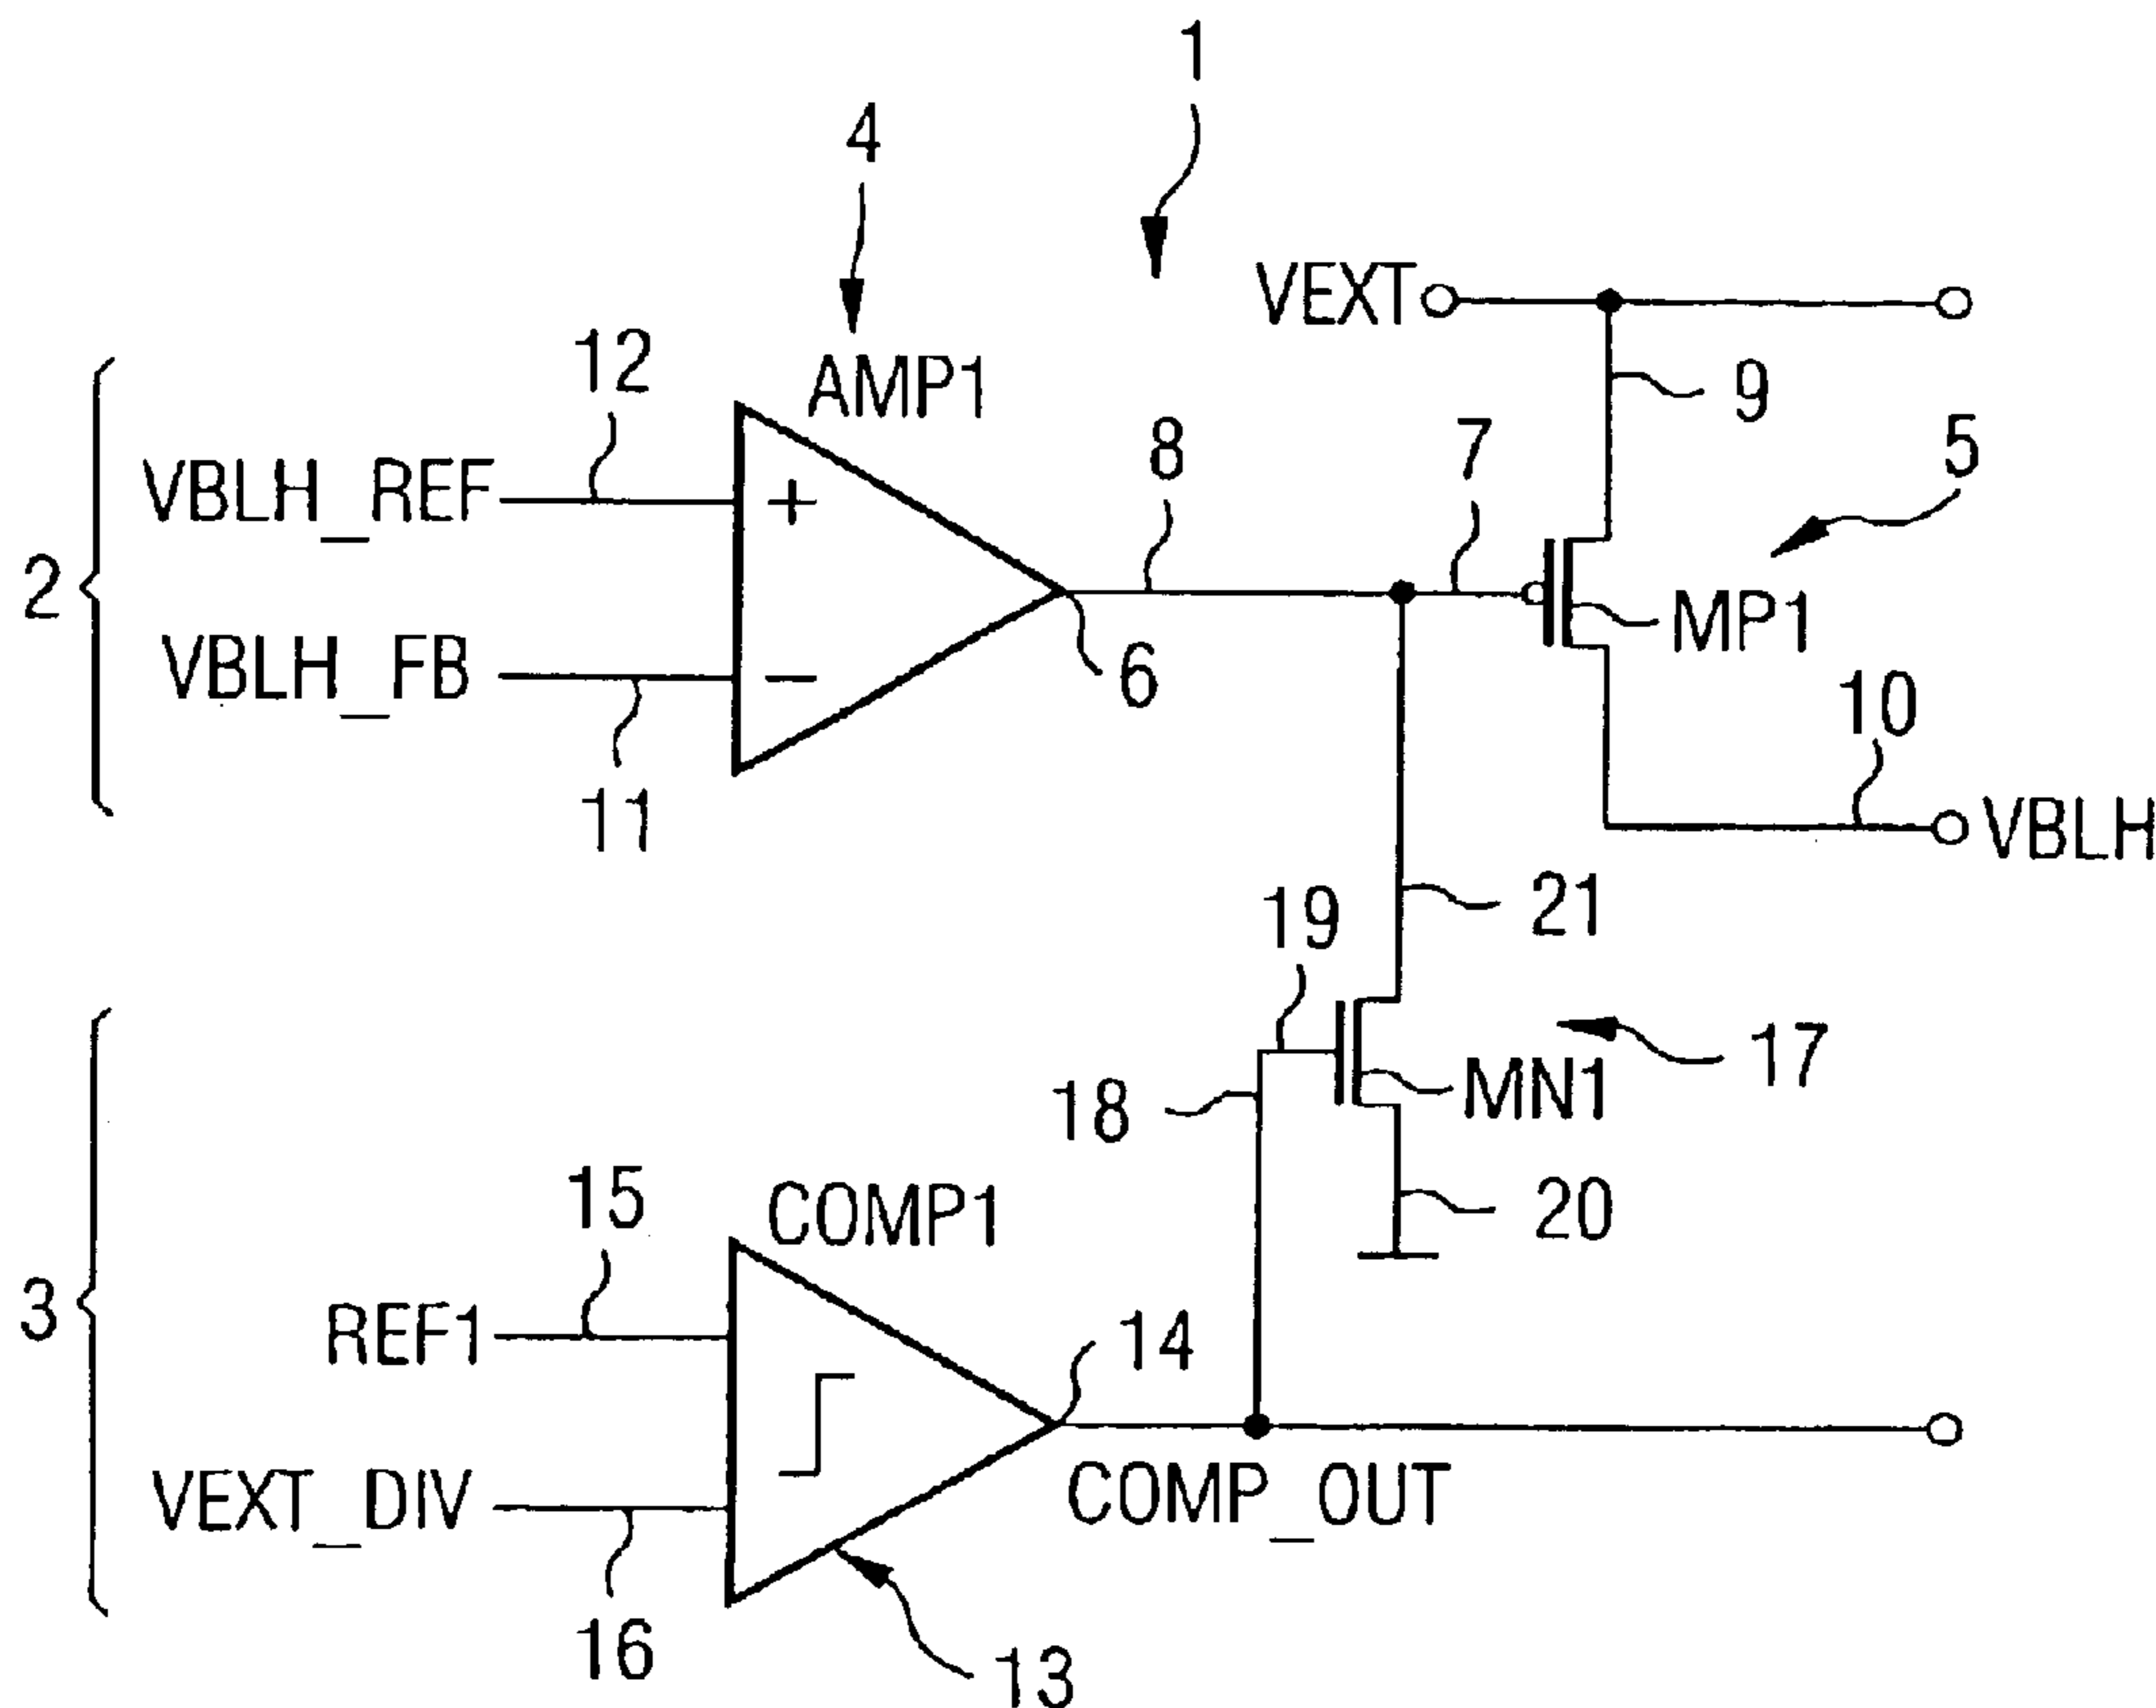 1
4
VEXT
AMP1
12
9
8
7
5
VBLH_REF
+
2
MP1
VBLH_FB
−
6
10
11
VBLH
21
19
17
MN1
18
15
COMP1
20
3
REF1
14
VEXT_DIV
COMP_OUT
16
13